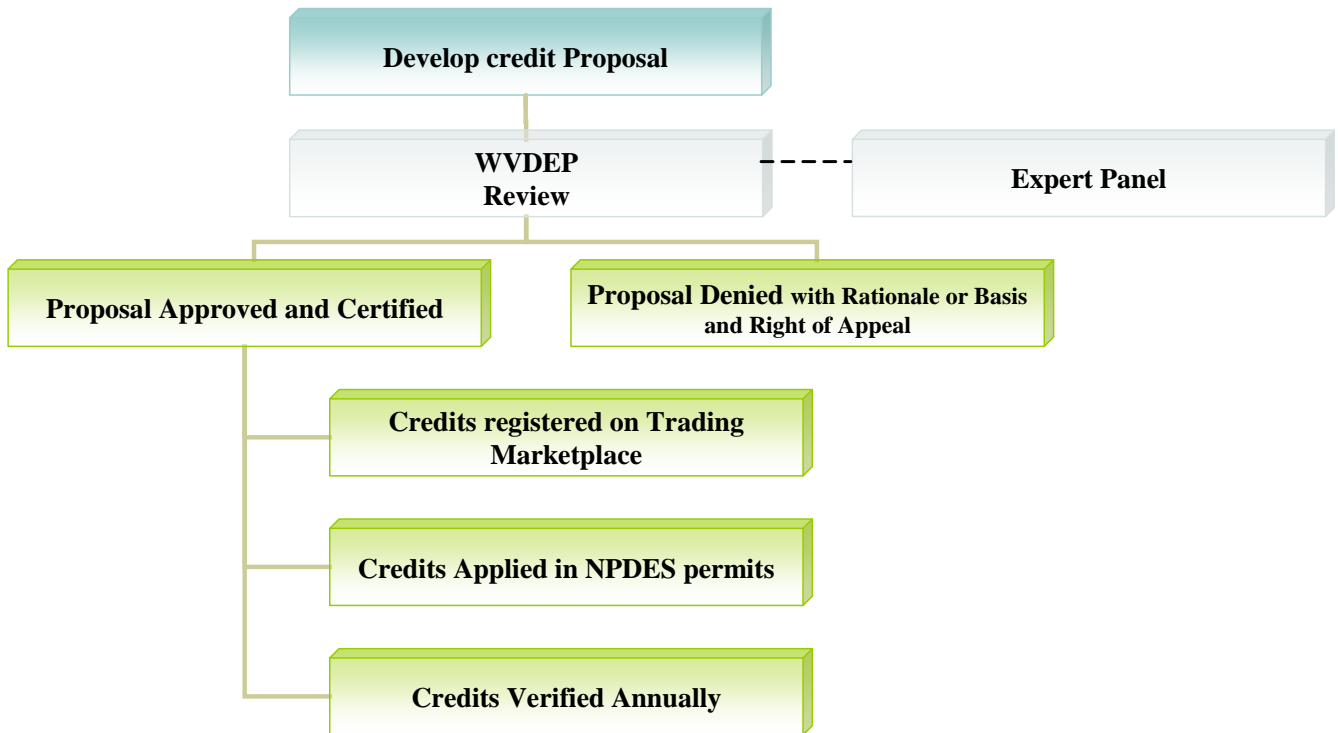 Develop credit Proposal
WVDEP
Review
Expert Panel
Proposal Approved and Certified
Proposal Denied with Rationale or Basis
and Right of Appeal
Credits registered on Trading
Marketplace
Credits Applied in NPDES permits
Credits Verified Annually